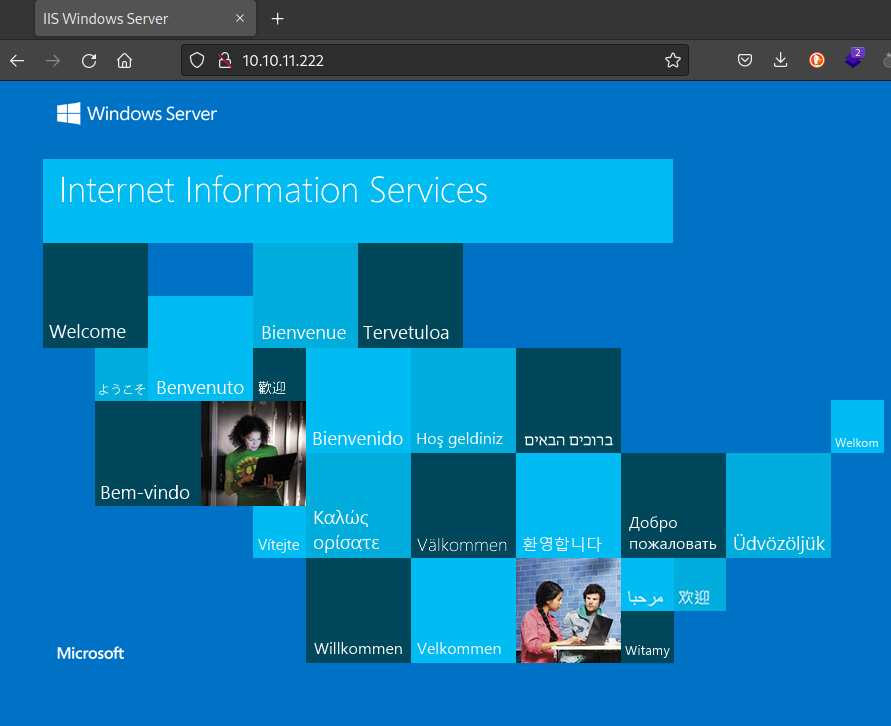 IIS Windows Server
10.10.11.222
2
Windows Server
Internet Information Services
Welcome
Bienvenue
Tervetuloa
ようこそ
Benvenuto
歡迎
Bienvenido
Hoş geldiniz
ברוכים הבאים
Welkom
Bem-vindo
Vítejte
Καλώς
ορίσατε
Välkommen
환영합니다
Добро
пожаловать
Üdvözöljük
مرحبا
欢迎
Microsoft
Willkommen
Velkommen
Witamy